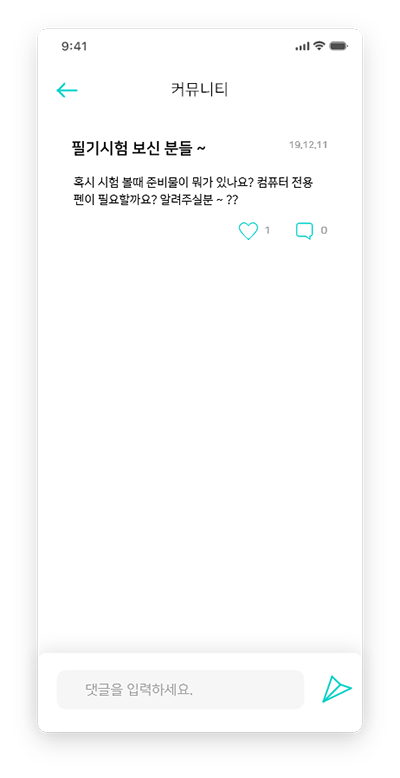 9:41
커뮤니티
필기시험 보신 분들 ~
19.12.11
혹시 시험 볼때 준비물이 뭐가 있나요? 컴퓨터 전용
펜이 필요할까요? 알려주실분 ~ ??
1
0
댓글을 입력하세요.